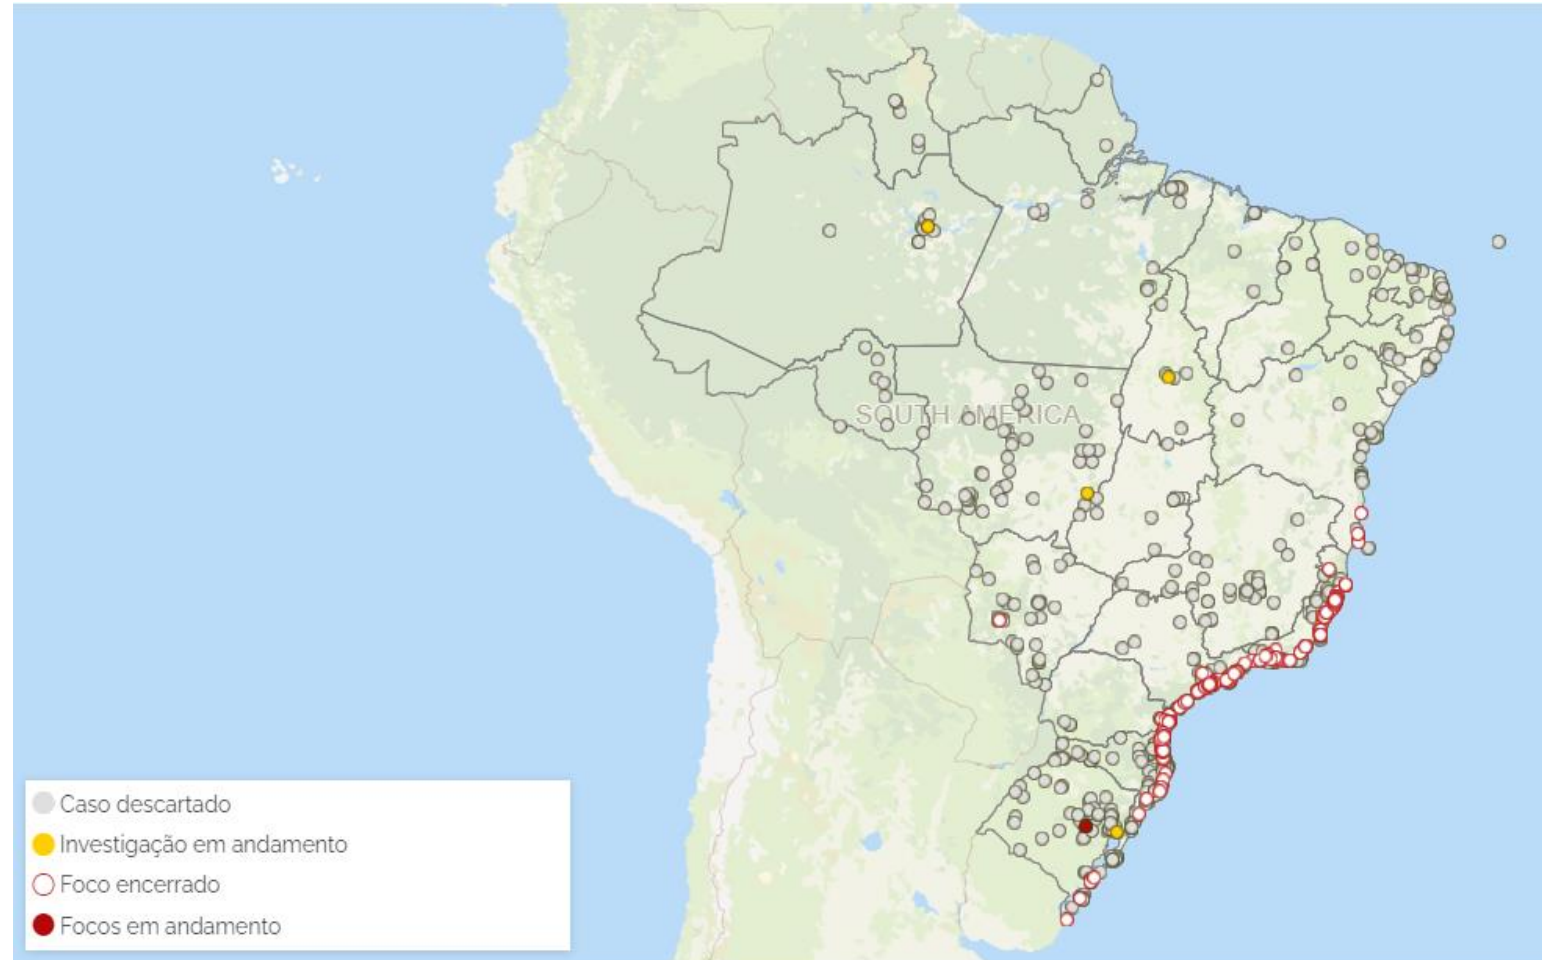 SOUTH AMERICA
Caso descartado
Investigação em andamento
Foco encerrado
Focos em andamento